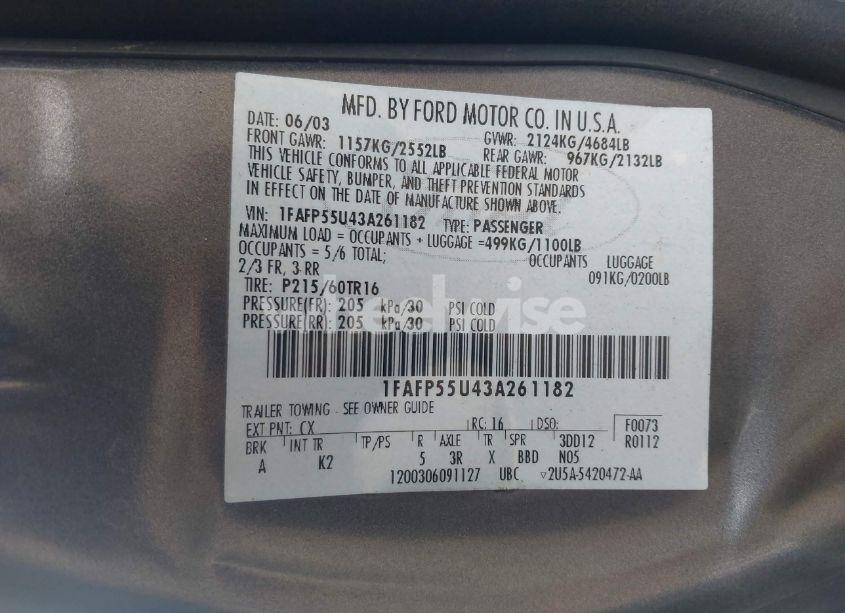 MFD. BY FORD MOTOR CO. IN U.S.A.
DATE: 06/03 GVWR: 2124KG/4684LB
FRONT GAWR: 1157KG/2552LB REAR GAWR: 967KG/2132LB
THIS VEHICLE CONFORMS TO ALL APPLICABLE FEDERAL MOTOR
VEHICLE SAFETY, BUMPER, AND THEFT PREVENTION STANDARDS
IN EFFECT ON THE DATE OF MANUFACTURE SHOWN ABOVE.
VIN: 1FAFP55U43A261182 TYPE: PASSENGER
MAXIMUM LOAD = OCCUPANTS + LUGGAGE =499KG/1100LB
OCCUPANTS = 5/6 TOTAL; OCCUPANTS LUGGAGE
2/3 FR, 3 RR 091KG/0200LB
TIRE: P215/60TR16
PRESSURE(FR): 205 kPa/30 PSI COLD
PRESSURE(RR): 205 kPa/30 PSI COLD
1FAFP55U43A261182
TRAILER TOWING - SEE OWNER GUIDE
EXT PNT: CX RC: 16 DSO: F0073
BRK INT TR TP/PS R AXLE TR SPR 3DD12 R0112
A K2 5 3R X BBD N05
1200306091127 UBC 2U5A-5420472-AA